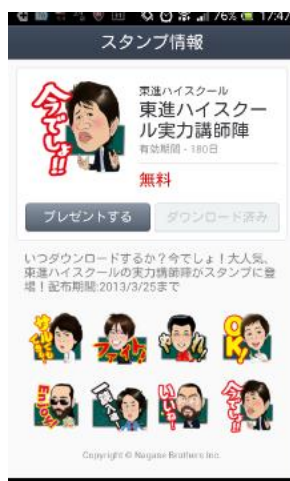 76% 17:47
スタンプ情報
今でしょ!!
東進ハイスクール
東進ハイスクー
ル実力講師陣
有効期間 - 180日
無料
プレゼントする
ダウンロード済み
いつダウンロードするか？今でしょ！大人気、
東進ハイスクールの実力講師陣がスタンプに登
場！配布期間:2013/3/25まで
ファイト!
OK!
Enjoy!
いいね!
今でしょ!!
Copyright © Nagase Brothers Inc.